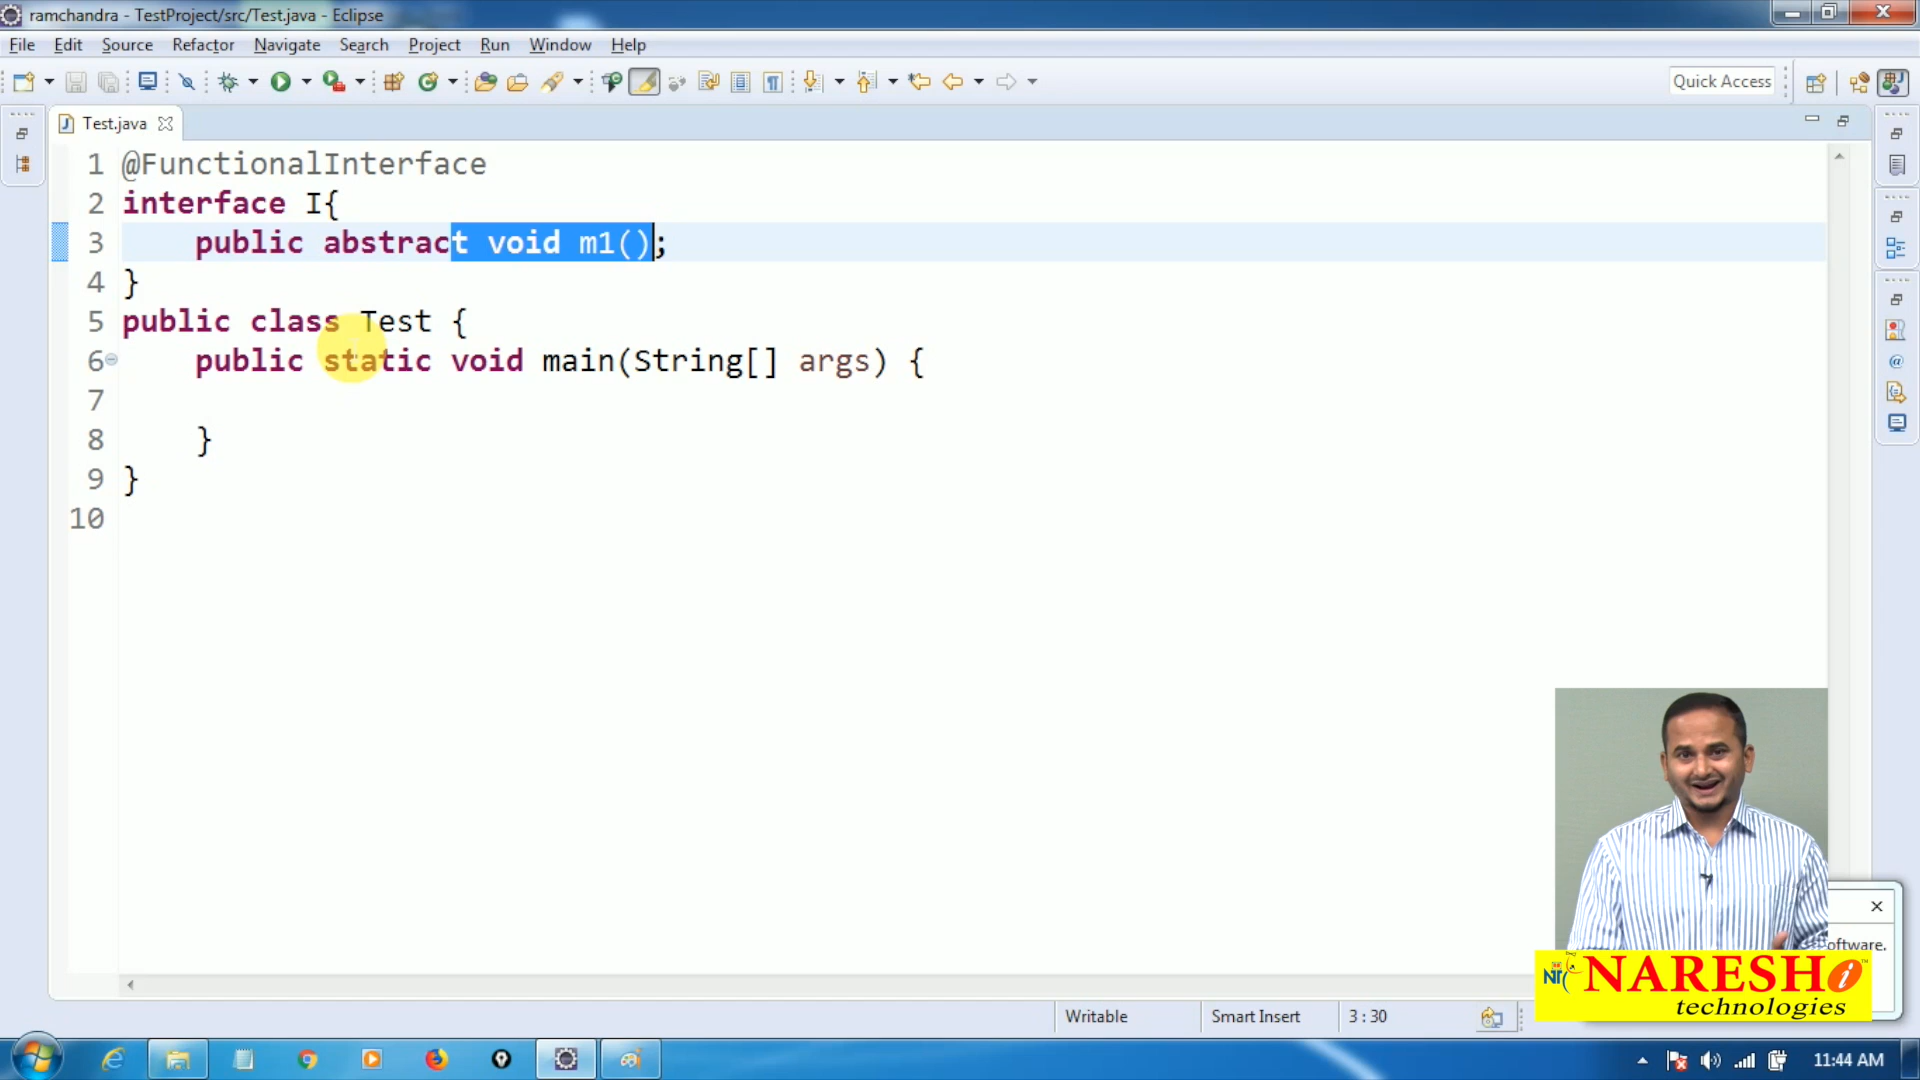 ramchandra - TestProject/src/Test.java - Eclipse
File Edit Source Refactor Navigate Search Project Run Window Help
Quick Access
Test.java
1 @FunctionalInterface
2 interface I{
3 public abstract void m1();
4 }
5 public class Test {
6 public static void main(String[] args) {
7
8 }
9 }
10
oftware.
NARESH i
technologies
Writable Smart Insert 3 : 30
11:44 AM